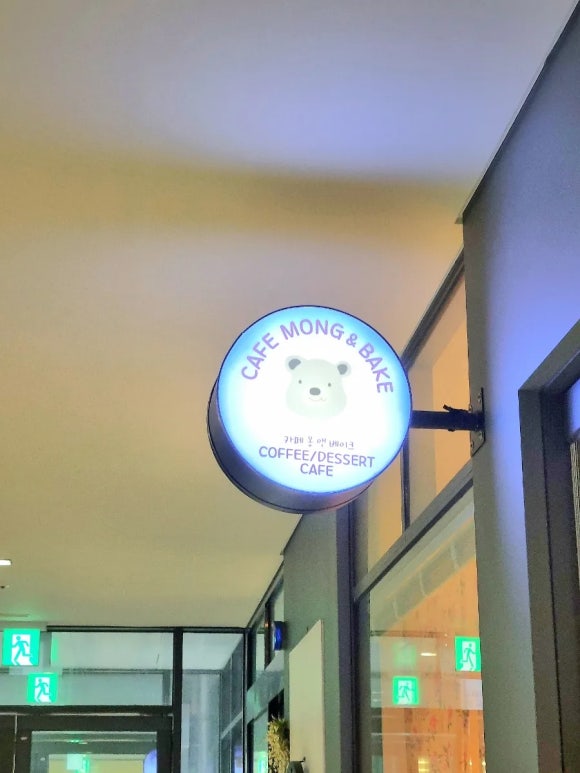 CAFE MONG & BAKE
카페 몽 앤 베이크
COFFEE/DESSERT
CAFE